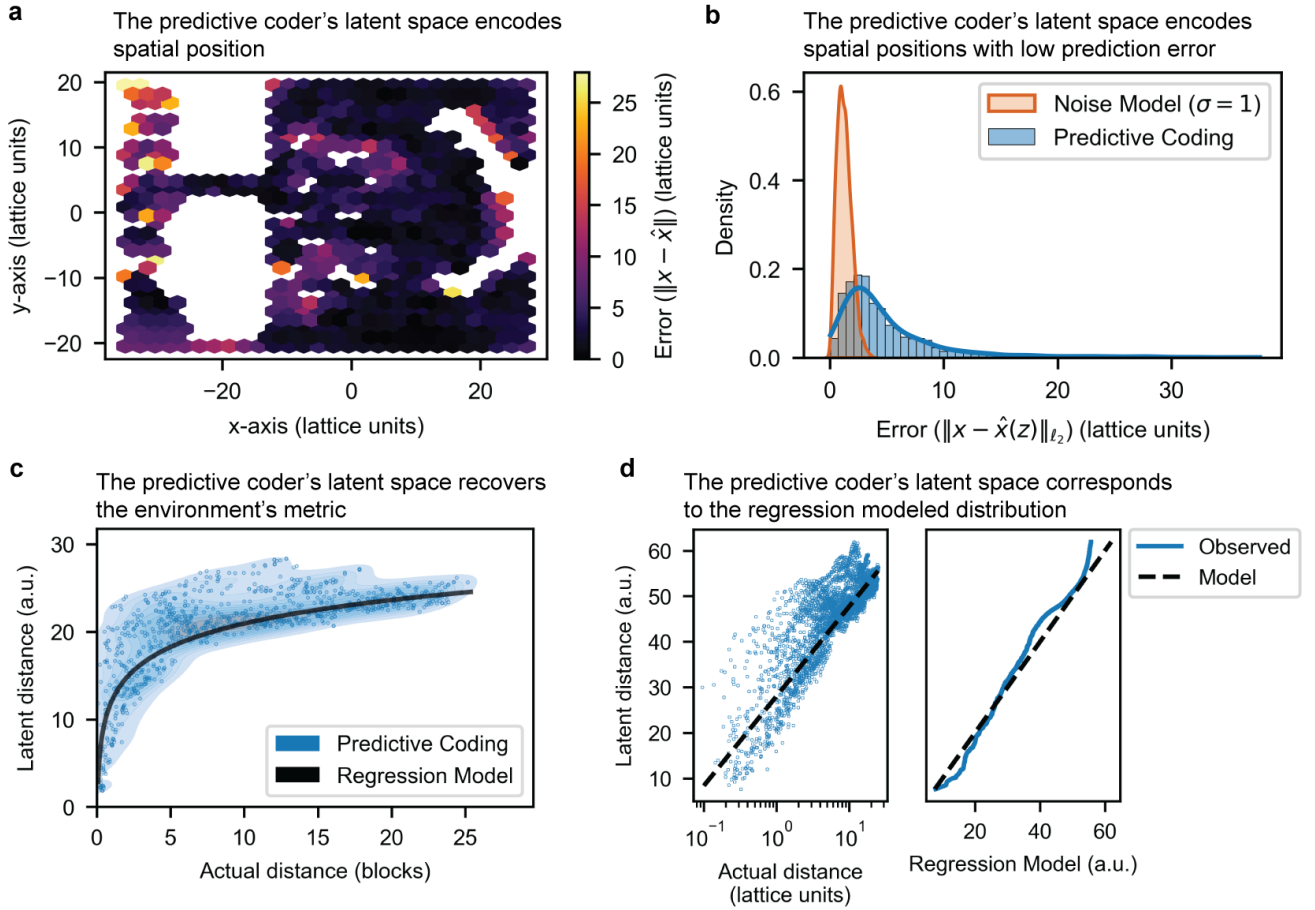 a
The predictive coder's latent space encodes
spatial position
20
10
0
−10
−20
y-axis (lattice units)
−20
0
20
x-axis (lattice units)
25
20
15
10
5
0
Error (‖x − x̂‖) (lattice units)
b
The predictive coder's latent space encodes
spatial positions with low prediction error
Noise Model (σ = 1)
Predictive Coding
0.6
0.4
0.2
0.0
Density
0
10
20
30
Error (‖x − x̂(z)‖ℓ₂) (lattice units)
c
The predictive coder's latent space recovers
the environment's metric
30
20
10
0
Latent distance (a.u.)
Predictive Coding
Regression Model
0
5
10
15
20
25
Actual distance (blocks)
d
The predictive coder's latent space corresponds
to the regression modeled distribution
60
50
40
30
20
10
Latent distance (a.u.)
10⁻¹
10⁰
10¹
Actual distance
(lattice units)
20
40
60
Regression Model (a.u.)
Observed
Model